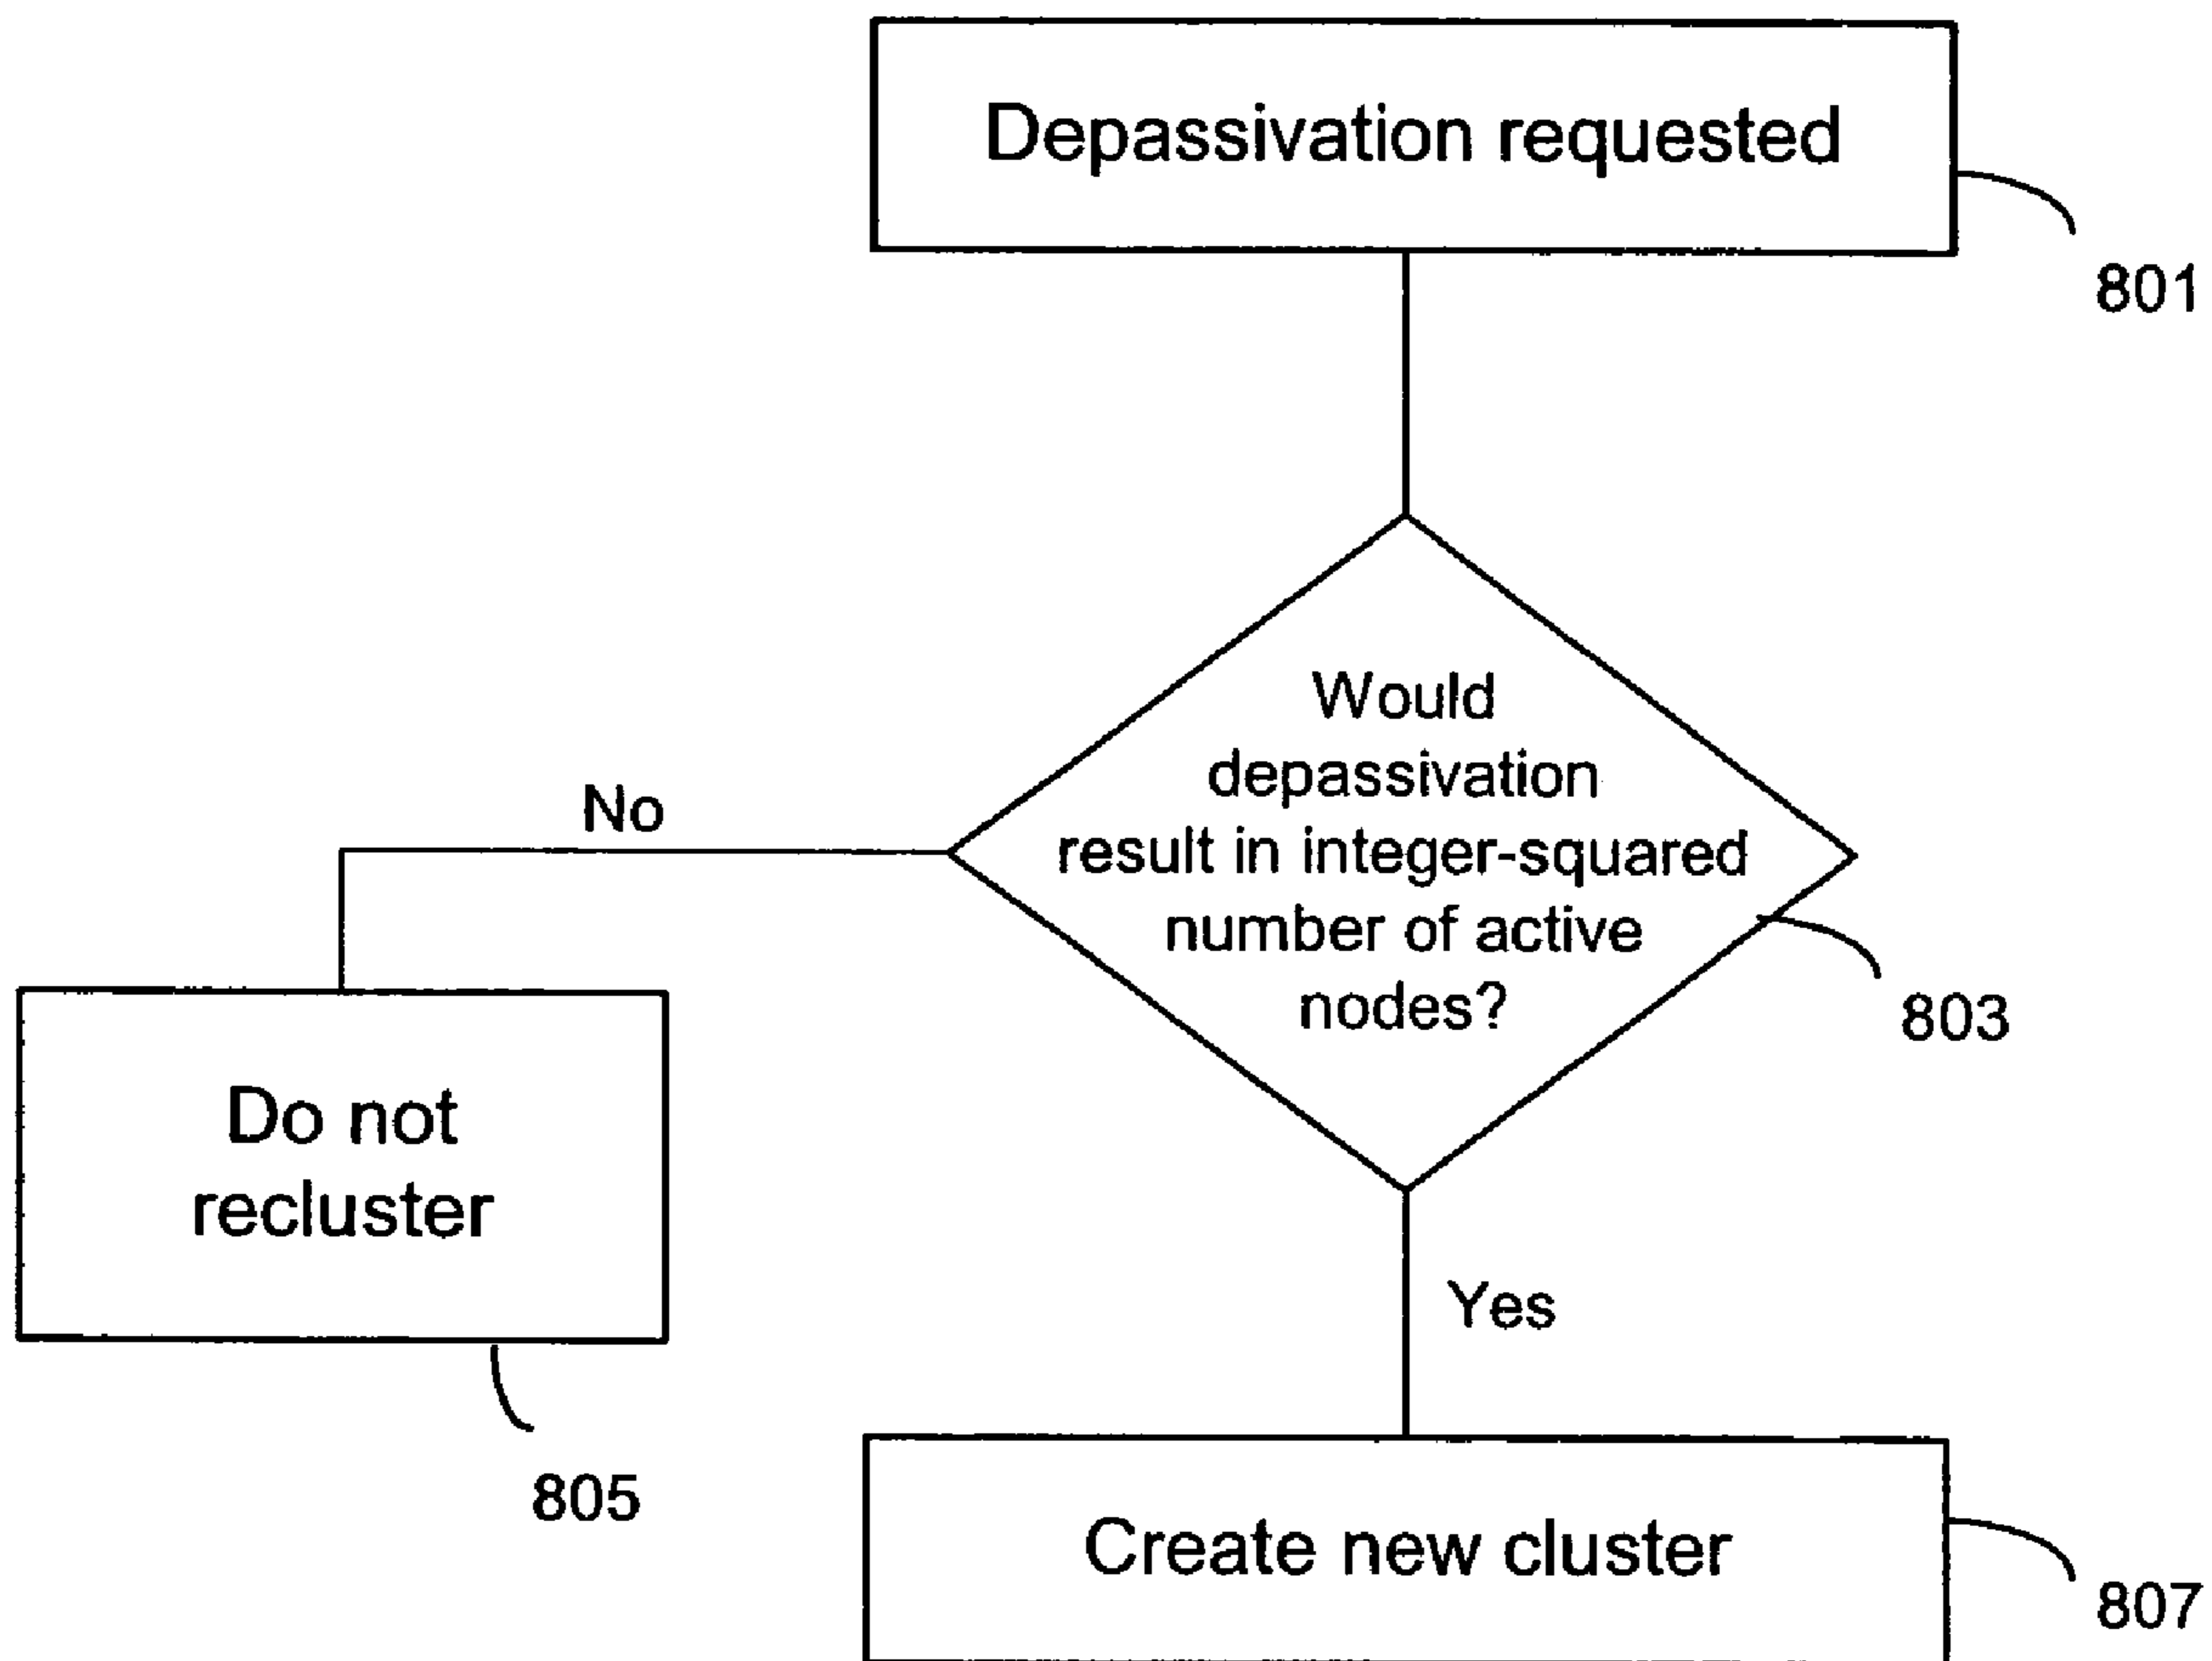 Depassivation requested
801
Would
depassivation
result in integer-squared
number of active
nodes?
803
No
Do not
recluster
805
Yes
Create new cluster
807